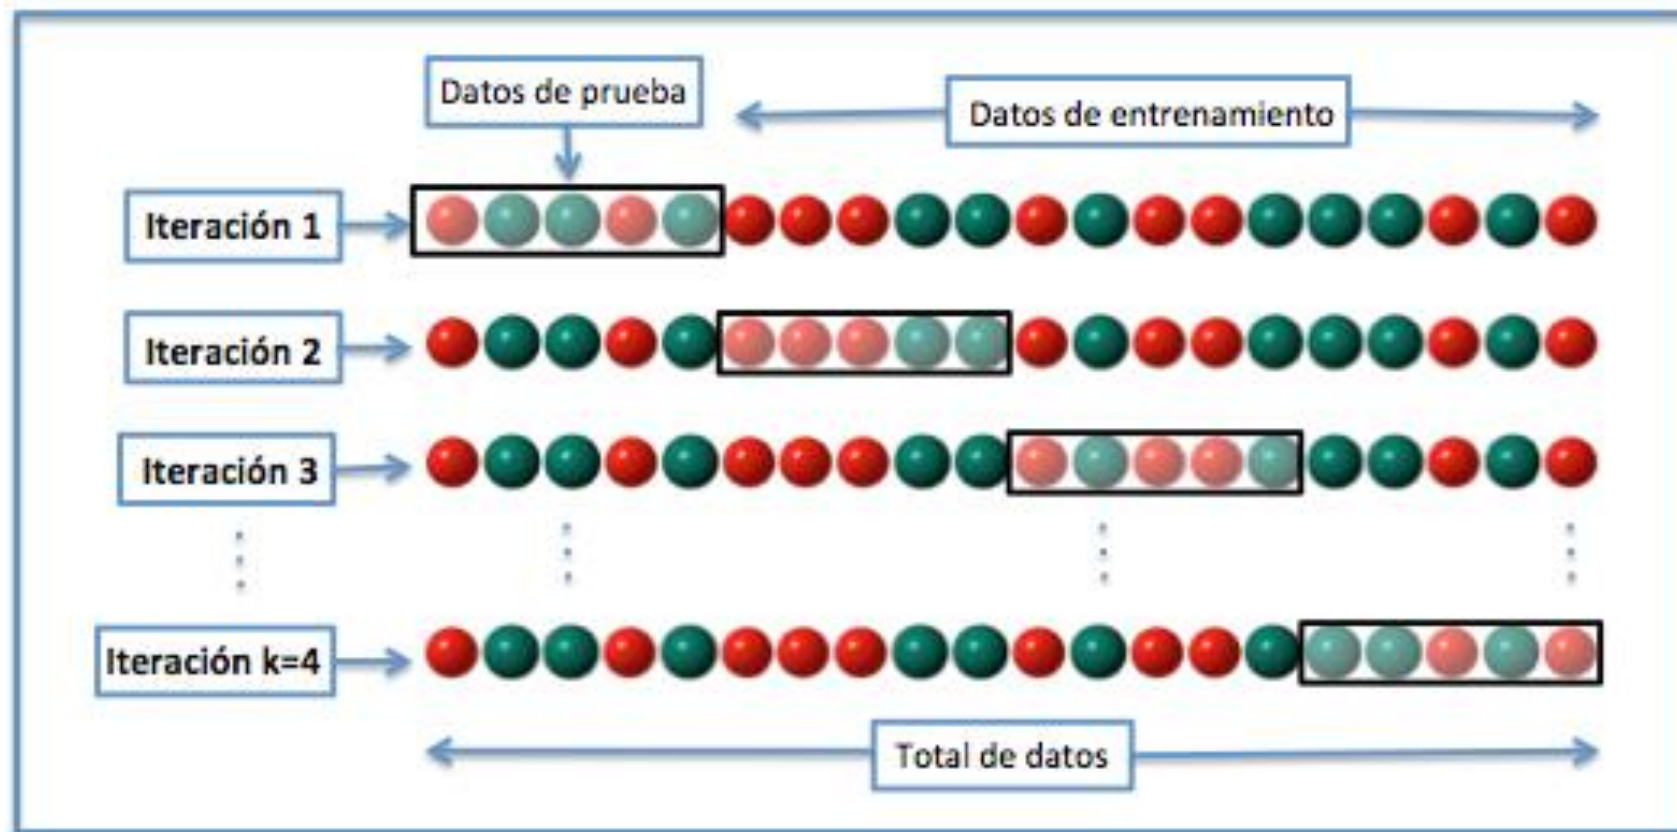 Datos de prueba
Datos de entrenamiento
Iteración 1
Iteración 2
Iteración 3
Iteración k=4
Total de datos